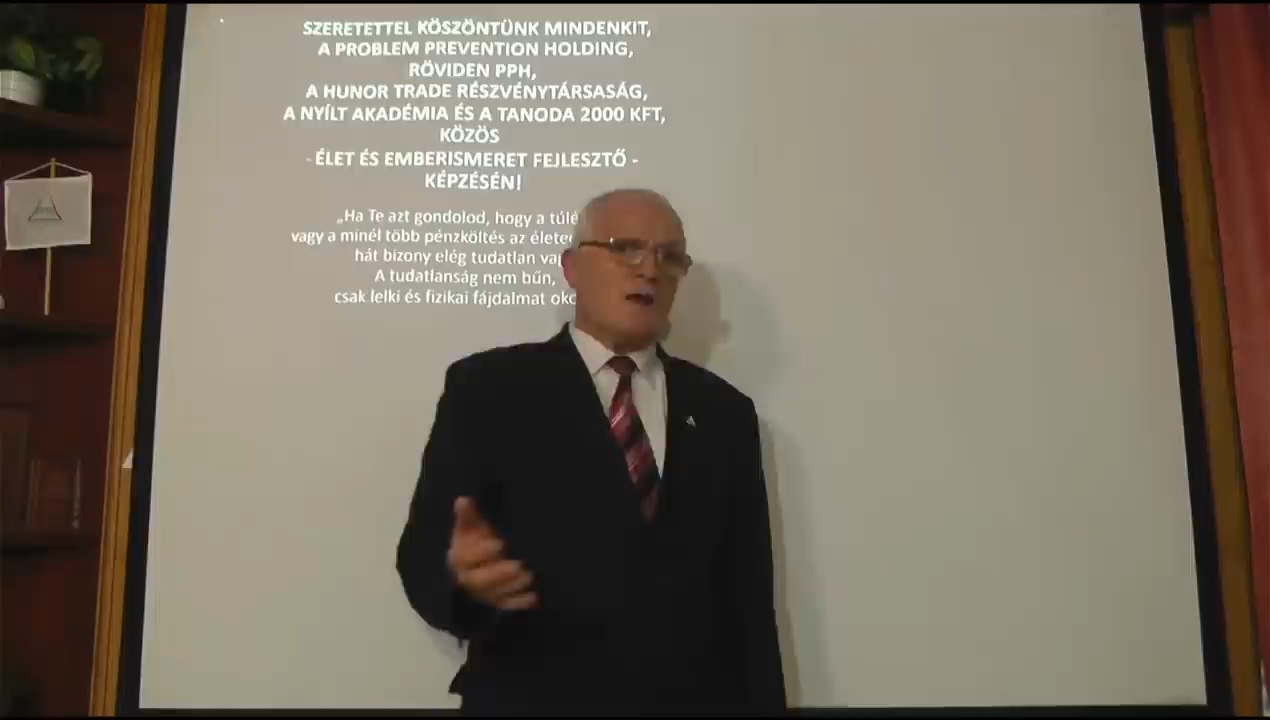 SZERETETTEL KÖSZÖNTÜNK MINDENKIT,
A PROBLEM PREVENTION HOLDING,
RÖVIDEN PPH,
A HUNOR TRADE RÉSZVÉNYTÁRSASÁG,
A NYÍLT AKADÉMIA ÉS A TANODA 2000 KFT,
KÖZÖS
- ÉLET ÉS EMBERISMERET FEJLESZTŐ -
KÉPZÉSÉN!
„Ha Te azt gondolod, hogy a
vagy a minél több pénzköltés az
hát bizony elég tudatlan
A tudatlanság nem bűn,
csak lelki és fizikai fájdalmat